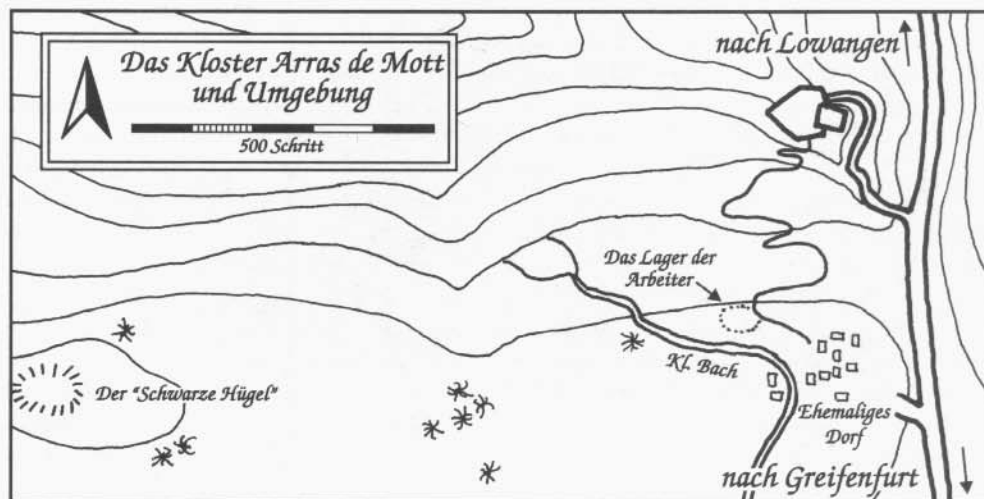 Das Kloster Arras de Mott
und Umgebung
500 Schritt
nach Lowangen
Das Lager der
Arbeiter
Kl. Bach
Der "Schwarze Hügel"
Ehemaliges
Dorf
nach Greifenfurt